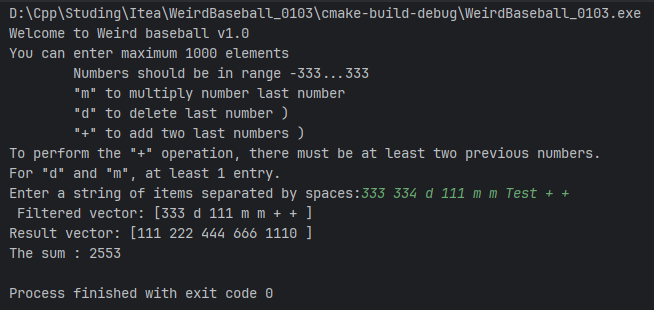 D:\Cpp\Studing\Itea\WeirdBaseball_0103\cmake-build-debug\WeirdBaseball_0103.exe
Welcome to Weird baseball v1.0
You can enter maximum 1000 elements
        Numbers should be in range -333...333
        "m" to multiply number last number
        "d" to delete last number )
        "+" to add two last numbers )
To perform the "+" operation, there must be at least two previous numbers.
For "d" and "m", at least 1 entry.
Enter a string of items separated by spaces:333 334 d 111 m m Test + +
 Filtered vector: [333 d 111 m m + + ]
Result vector: [111 222 444 666 1110 ]
The sum : 2553
Process finished with exit code 0